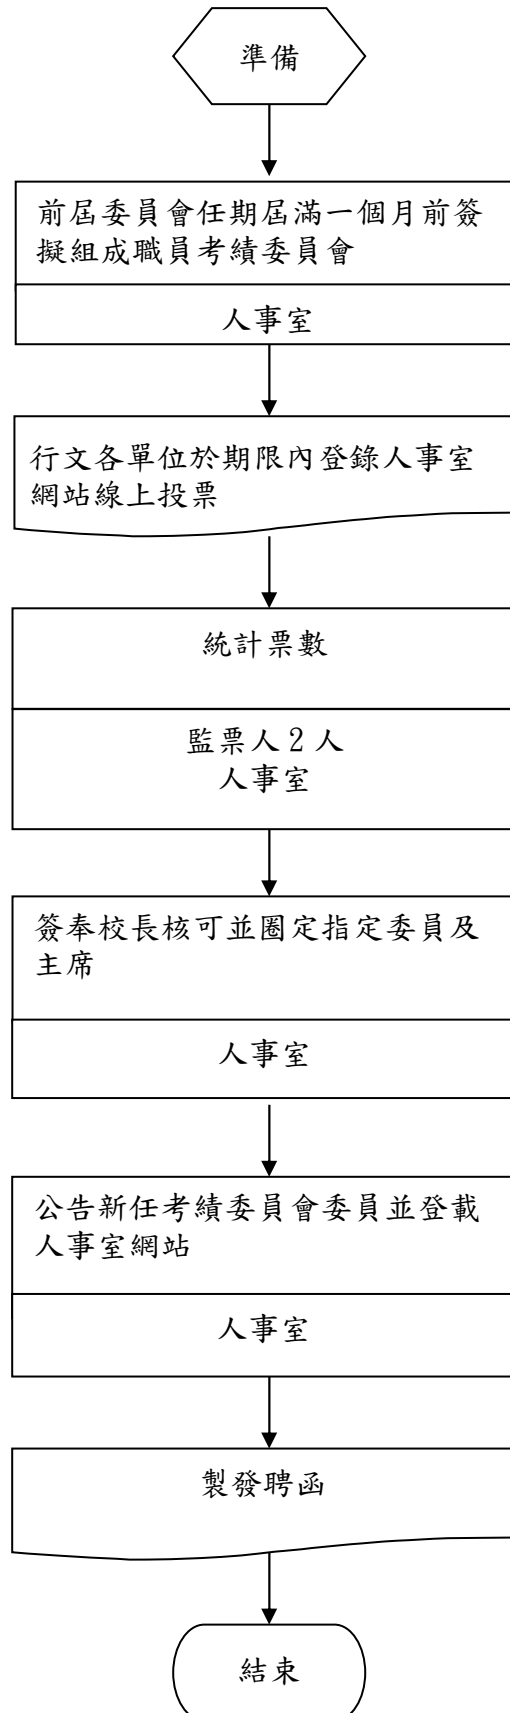 準備
前屆委員會任期屆滿一個月前簽
擬組成職員考績委員會
人事室
行文各單位於期限內登錄人事室
網站線上投票
統計票數
監票人2人
人事室
簽奉校長核可並圈定指定委員及
主席
人事室
公告新任考績委員會委員並登載
人事室網站
人事室
製發聘函
結束